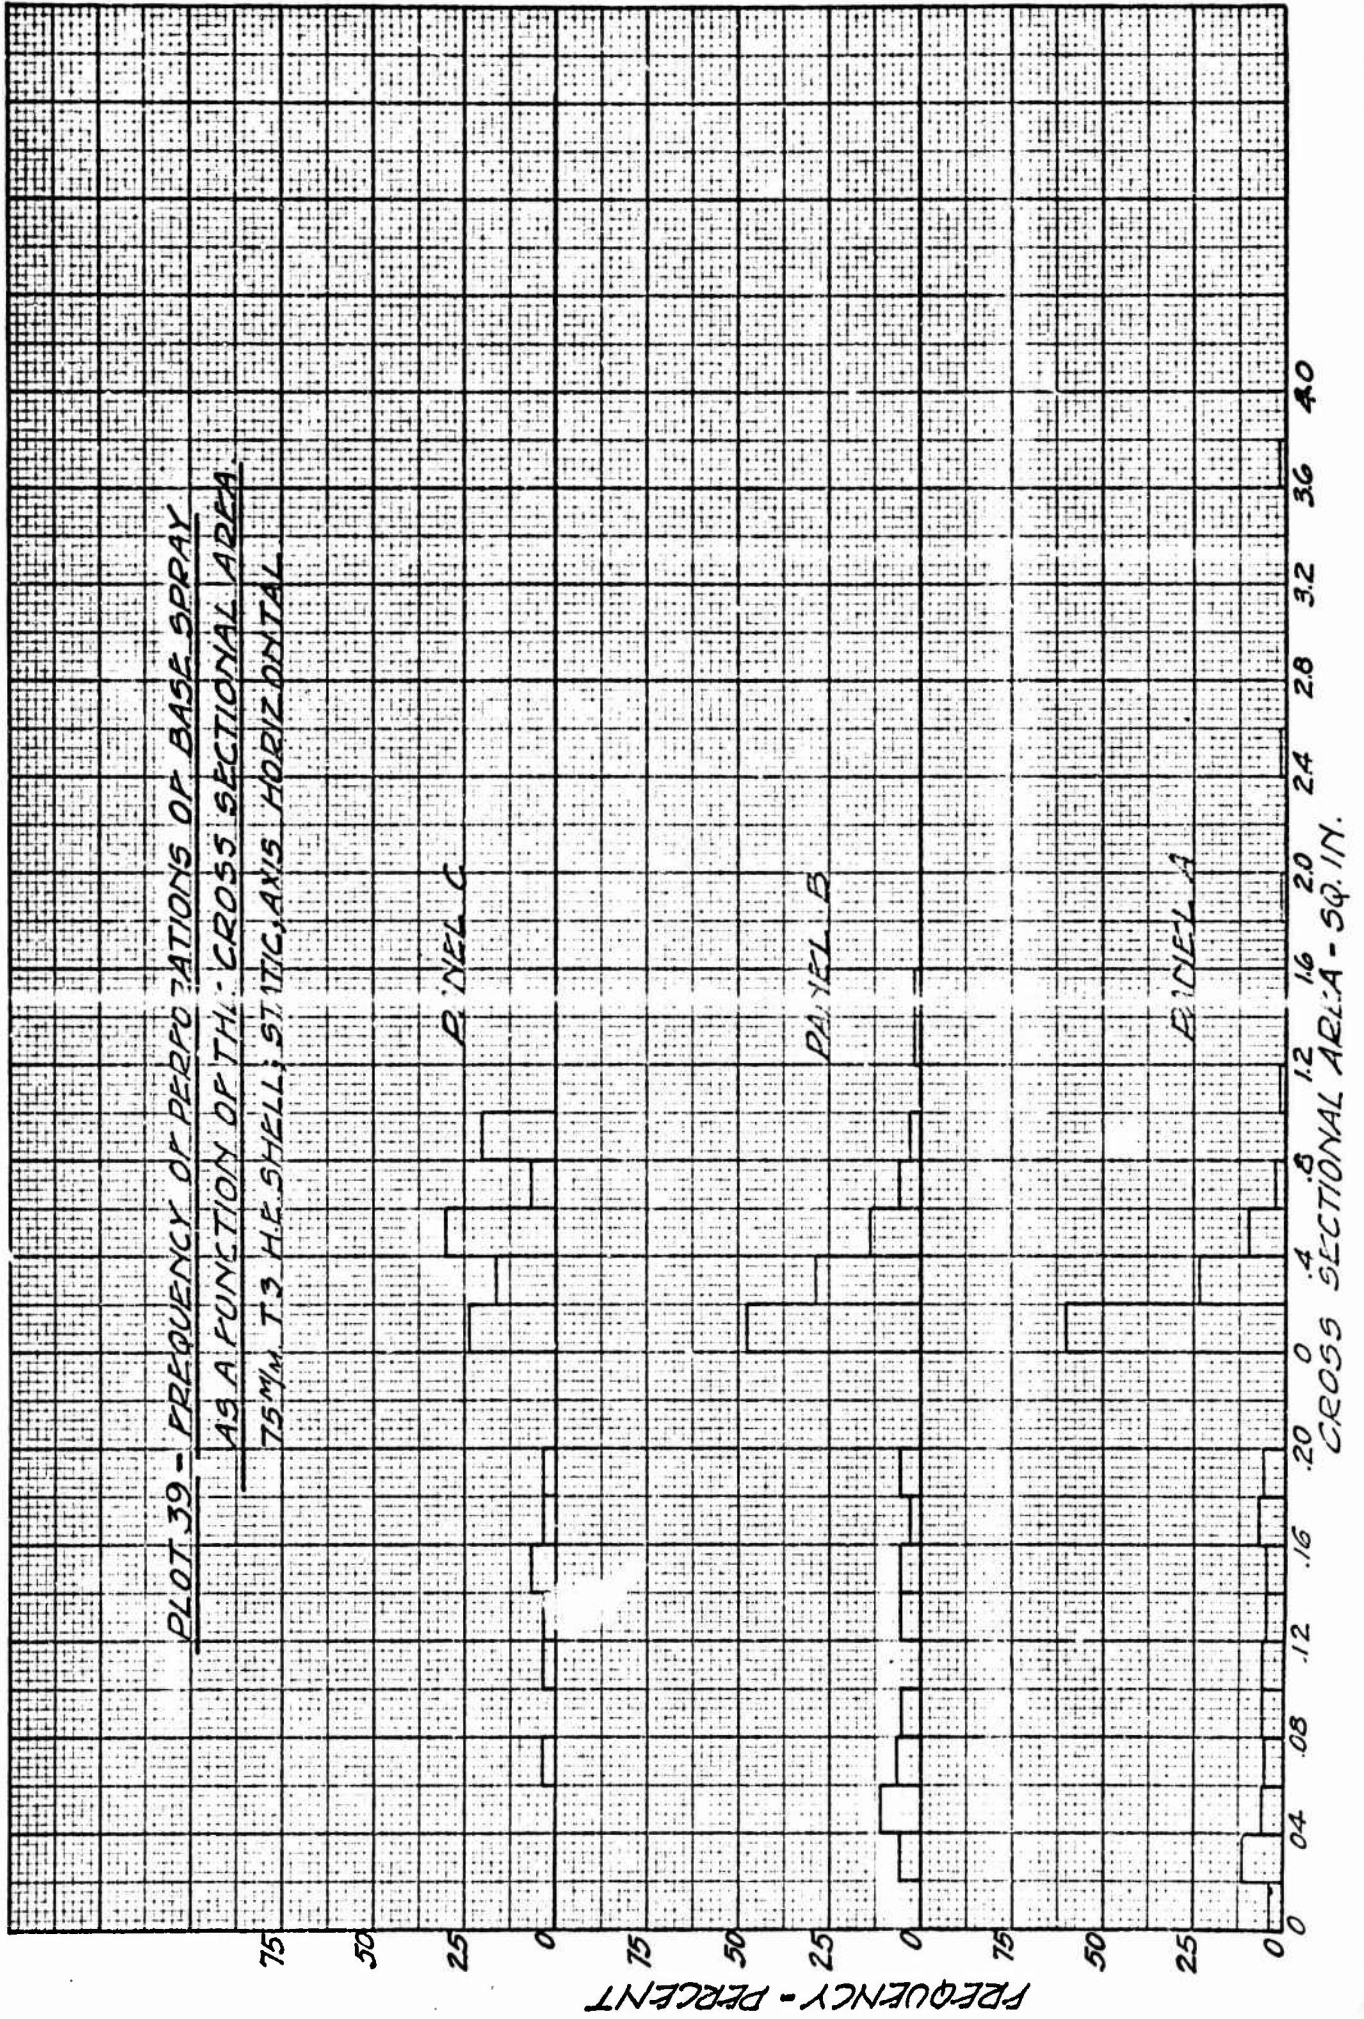 PLOT 39 - FREQUENCY OF PERFORATIONS OF BASE SPRAY
AS A FUNCTION OF THE CROSS SECTIONAL AREA
75 M/M T3 H.E. SHELL; STATIC, AXIS HORIZONTAL
PANEL C
PANEL B
PANEL A
FREQUENCY - PERCENT
75
50
25
0
75
50
25
0
75
50
25
0
0 04 .08 .12 .16 .20 0 .4 .8 1.2 1.6 2.0 2.4 2.8 3.2 3.6 4.0
CROSS SECTIONAL AREA - SQ. IN.